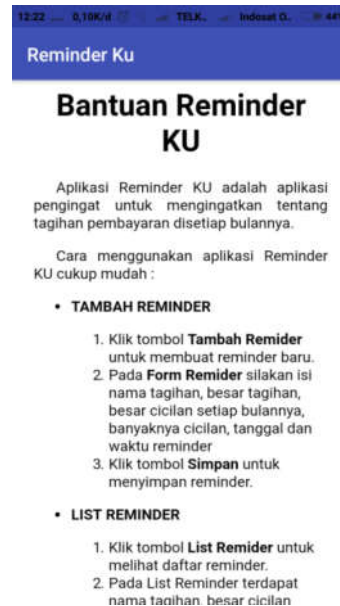 12:22 ... 0,10K/d TELK.. Indosat O.. 44%
Reminder Ku
Bantuan Reminder
KU
Aplikasi Reminder KU adalah aplikasi
pengingat untuk mengingatkan tentang
tagihan pembayaran disetiap bulannya.
Cara menggunakan aplikasi Reminder
KU cukup mudah :
• TAMBAH REMINDER
1. Klik tombol Tambah Remider
untuk membuat reminder baru.
2. Pada Form Remider silakan isi
nama tagihan, besar tagihan,
besar cicilan setiap bulannya,
banyaknya cicilan, tanggal dan
waktu reminder
3. Klik tombol Simpan untuk
menyimpan reminder.
• LIST REMINDER
1. Klik tombol List Remider untuk
melihat daftar reminder.
2. Pada List Reminder terdapat
nama tagihan, besar cicilan